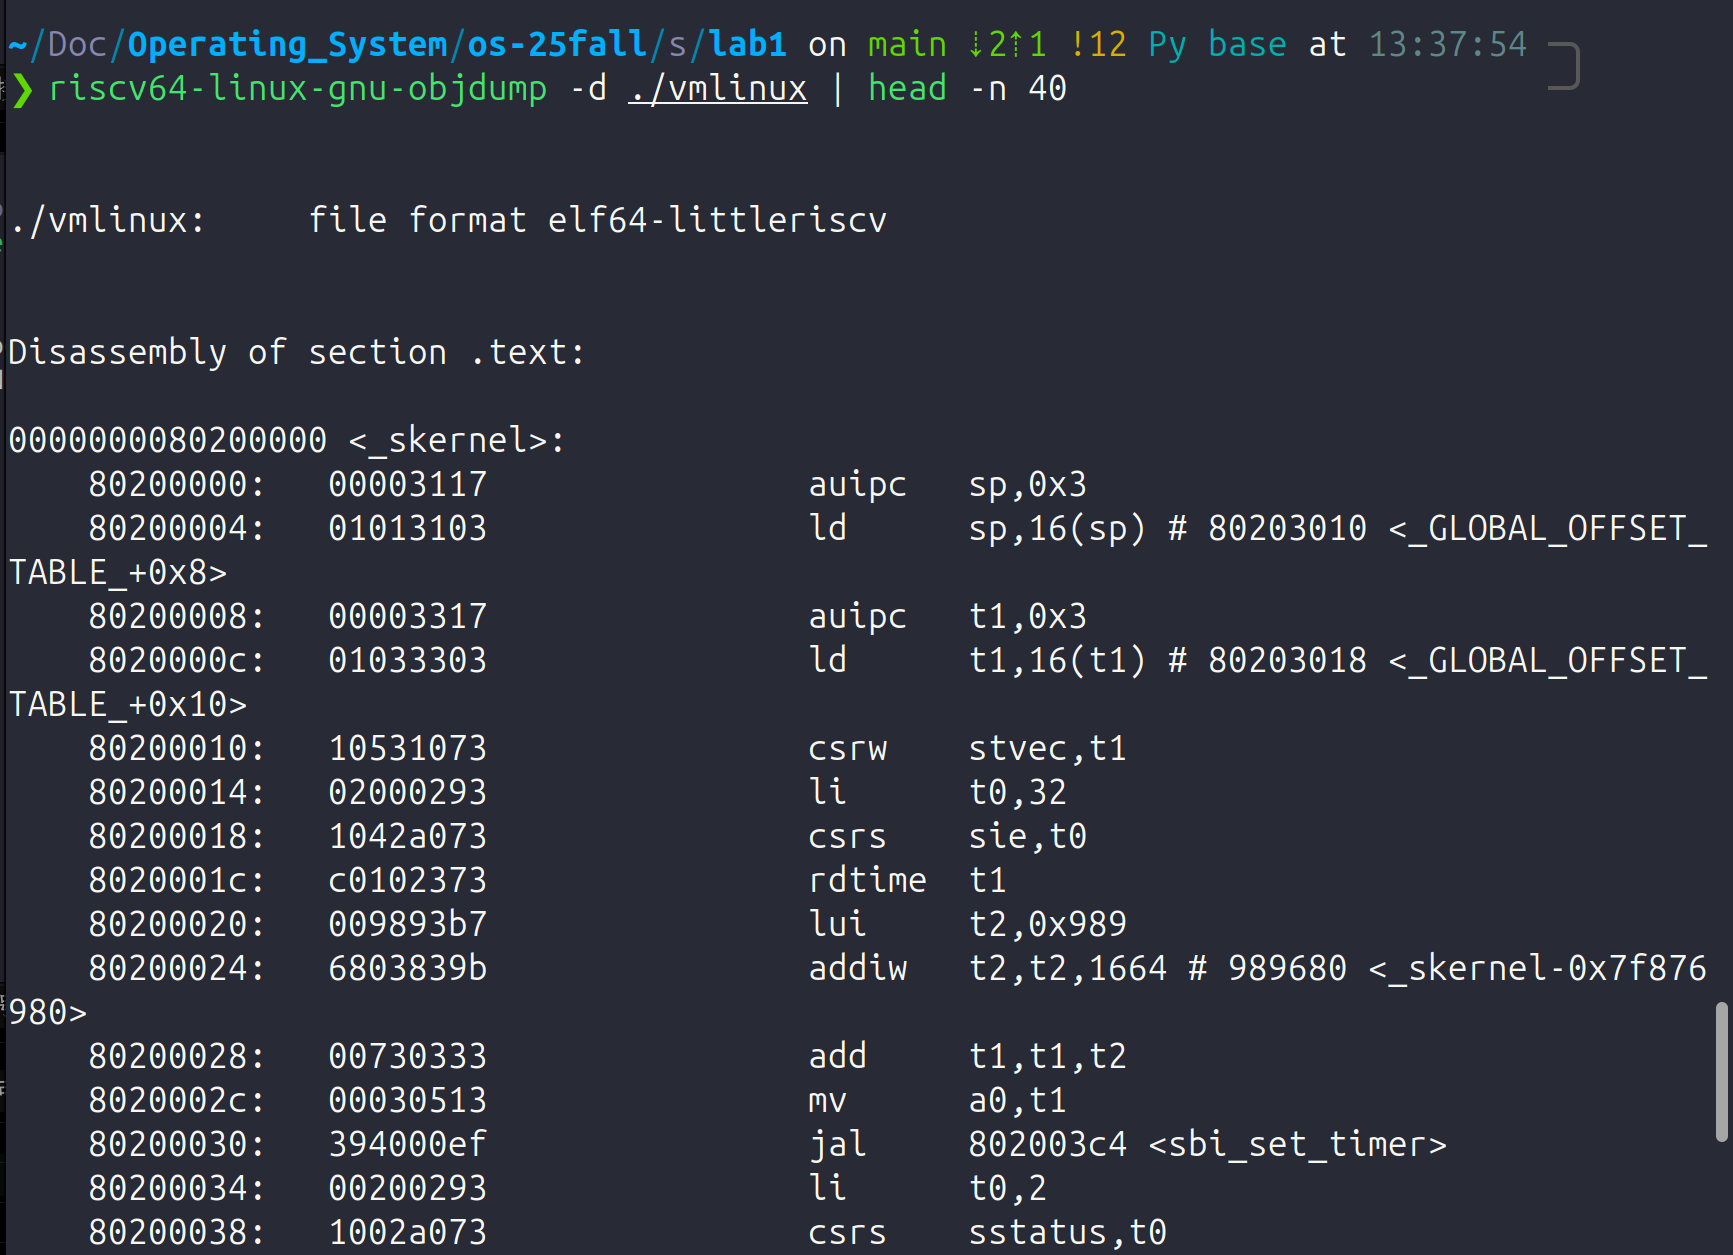 ~/Doc/Operating_System/os-25fall/s/lab1 on main ⇣2⇡1 !12 Py base at 13:37:54
❯ riscv64-linux-gnu-objdump -d ./vmlinux | head -n 40
./vmlinux:     file format elf64-littleriscv
Disassembly of section .text:
0000000080200000 <_skernel>:
    80200000:   00003117                auipc   sp,0x3
    80200004:   01013103                ld      sp,16(sp) # 80203010 <_GLOBAL_OFFSET_
TABLE_+0x8>
    80200008:   00003317                auipc   t1,0x3
    8020000c:   01033303                ld      t1,16(t1) # 80203018 <_GLOBAL_OFFSET_
TABLE_+0x10>
    80200010:   10531073                csrw    stvec,t1
    80200014:   02000293                li      t0,32
    80200018:   1042a073                csrs    sie,t0
    8020001c:   c0102373                rdtime  t1
    80200020:   009893b7                lui     t2,0x989
    80200024:   6803839b                addiw   t2,t2,1664 # 989680 <_skernel-0x7f876
980>
    80200028:   00730333                add     t1,t1,t2
    8020002c:   00030513                mv      a0,t1
    80200030:   394000ef                jal     802003c4 <sbi_set_timer>
    80200034:   00200293                li      t0,2
    80200038:   1002a073                csrs    sstatus,t0